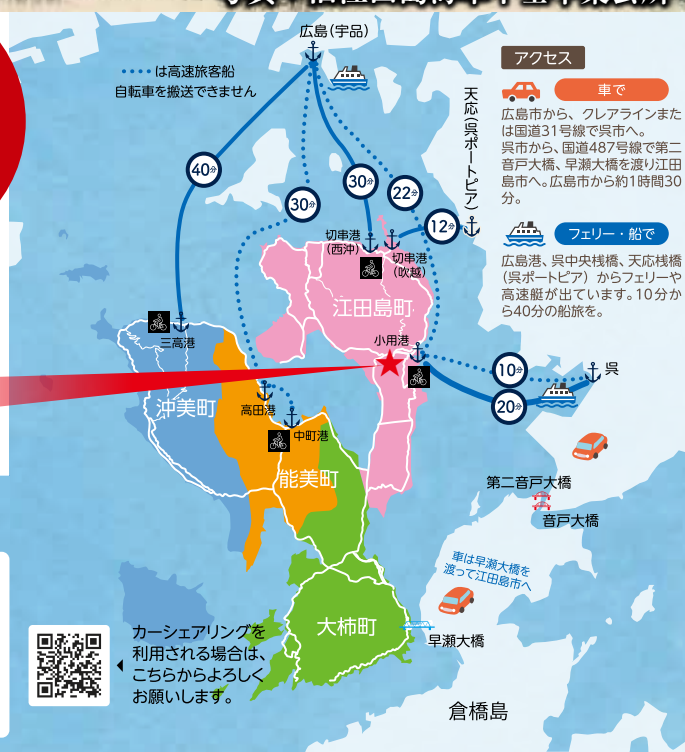 広島（宇品）
・・・・は高速旅客船
自転車を搬送できません
アクセス
車で
広島市から、クレアラインまた
は国道31号線で呉市へ。
呉市から、国道487号線で第二
音戸大橋、早瀬大橋を渡り江田
島市へ。広島市から約1時間30
分。
フェリー・船で
広島港、呉中央桟橋、天応桟橋
（呉ポートピア）からフェリーや
高速艇が出ています。10分か
ら40分の船旅を。
天応（呉ポートピア）
40分
30分
30分
22分
12分
切串港
（西沖）
切串港
（吹越）
江田島町
小用港
三高港
沖美町
高田港
中町港
能美町
10分
20分
呉
第二音戸大橋
音戸大橋
車は早瀬大橋を
渡って江田島市へ
大柿町
早瀬大橋
倉橋島
カーシェアリングを
利用される場合は、
こちらからよろしく
お願いします。